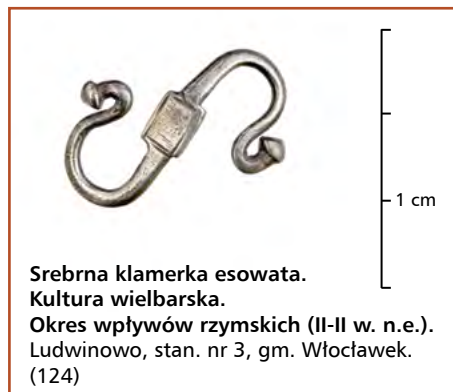 1 cm
Srebrna klamerka esowata.
Kultura wielbarska.
Okres wpływów rzymskich (II-II w. n.e.).
Ludwinowo, stan. nr 3, gm. Włocławek.
(124)